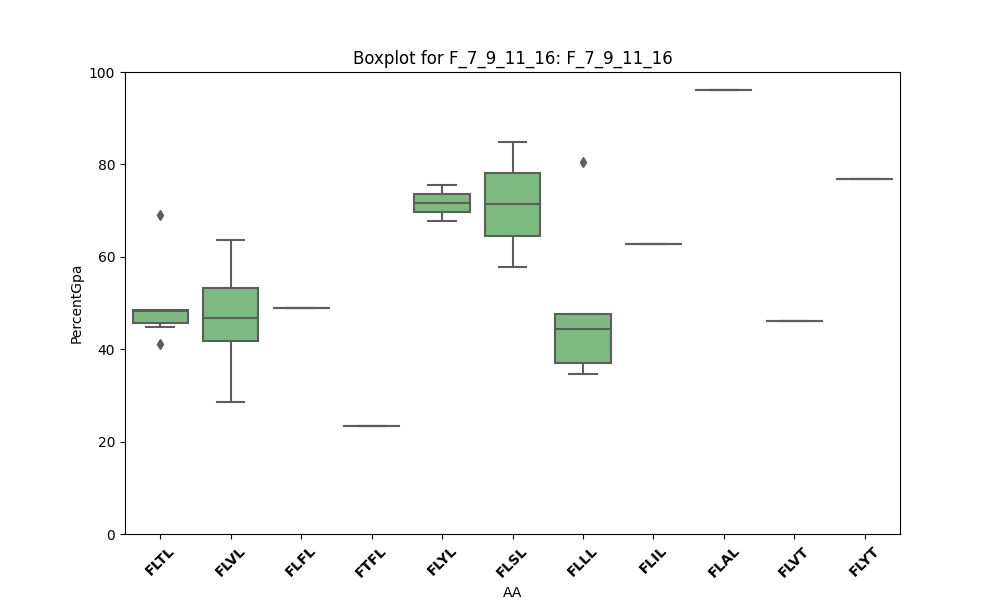 Boxplot for F_7_9_11_16: F_7_9_11_16
100
80
60
40
20
0
PercentGpa
FLTL FLVL FLFL FTFL FLYL FLSL FLLL FLIL FLAL FLVT FLYT
AA